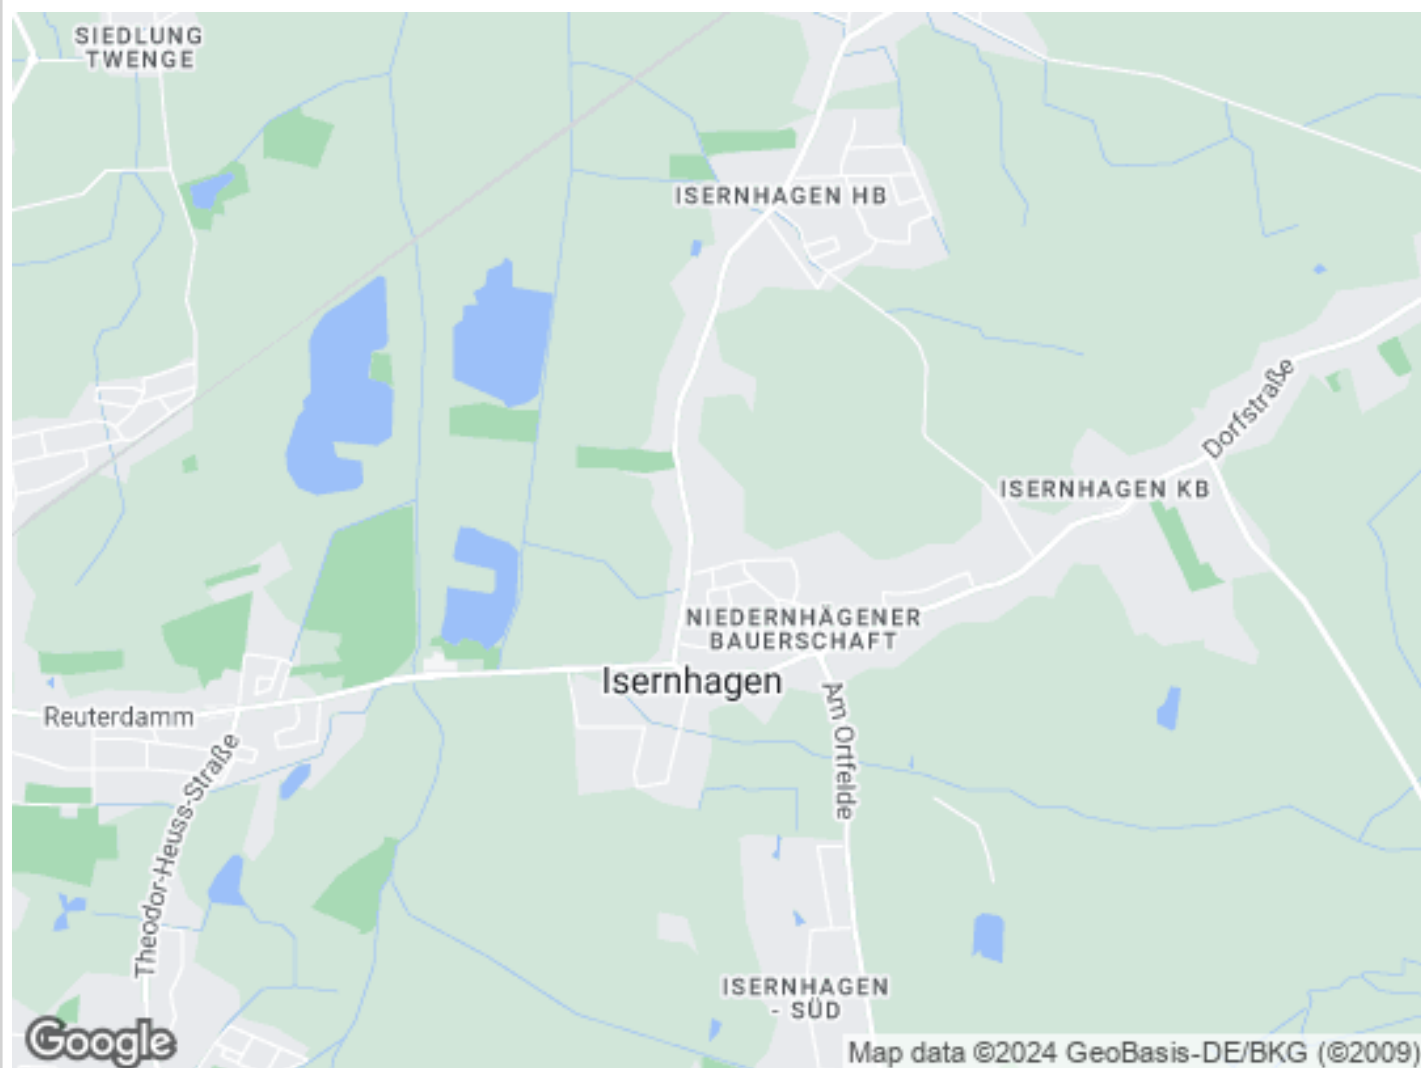 SIEDLUNG
TWENGE
ISERNHAGEN HB
Dorfstraße
ISERNHAGEN KB
NIEDERNHÄGENER
BAUERSCHAFT
Isernhagen
Reuterdamm
Am Ortfelde
Theodor-Heuss-Straße
ISERNHAGEN
- SÜD
Google
Map data ©2024 GeoBasis-DE/BKG (©2009)